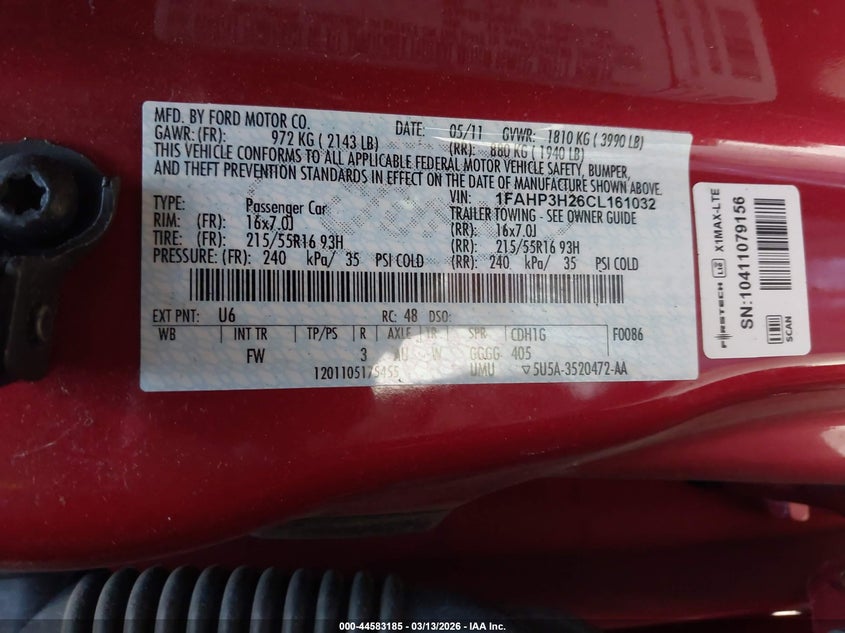 MFD. BY FORD MOTOR CO. DATE: 05/11 GVWR: 1810 KG ( 3990 LB)
GAWR: (FR): 972 KG ( 2143 LB) (RR): 880 KG ( 1940 LB)
THIS VEHICLE CONFORMS TO ALL APPLICABLE FEDERAL MOTOR VEHICLE SAFETY, BUMPER,
AND THEFT PREVENTION STANDARDS IN EFFECT ON THE DATE OF MANUFACTURE SHOWN ABOVE.
VIN: 1FAHP3H26CL161032
TYPE: Passenger Car TRAILER TOWING - SEE OWNER GUIDE
RIM: (FR): 16x7.0J (RR): 16x7.0J
TIRE: (FR): 215/55R16 93H (RR): 215/55R16 93H
PRESSURE: (FR): 240 kPa/ 35 PSI COLD (RR): 240 kPa/ 35 PSI COLD
EXT PNT: U6 RC: 48 DSO:
WB INT TR TP/PS R AXLE TR SPR CDH1G F0086
FW 3 AU W GGGG 405
1201105175455 UMU ▽5U5A-3520472-AA
FIRSTECH LG X1MAX-LTE
SN:10411079156
SCAN
000-44583185 | 03/13/2026 | © IAA, Inc.